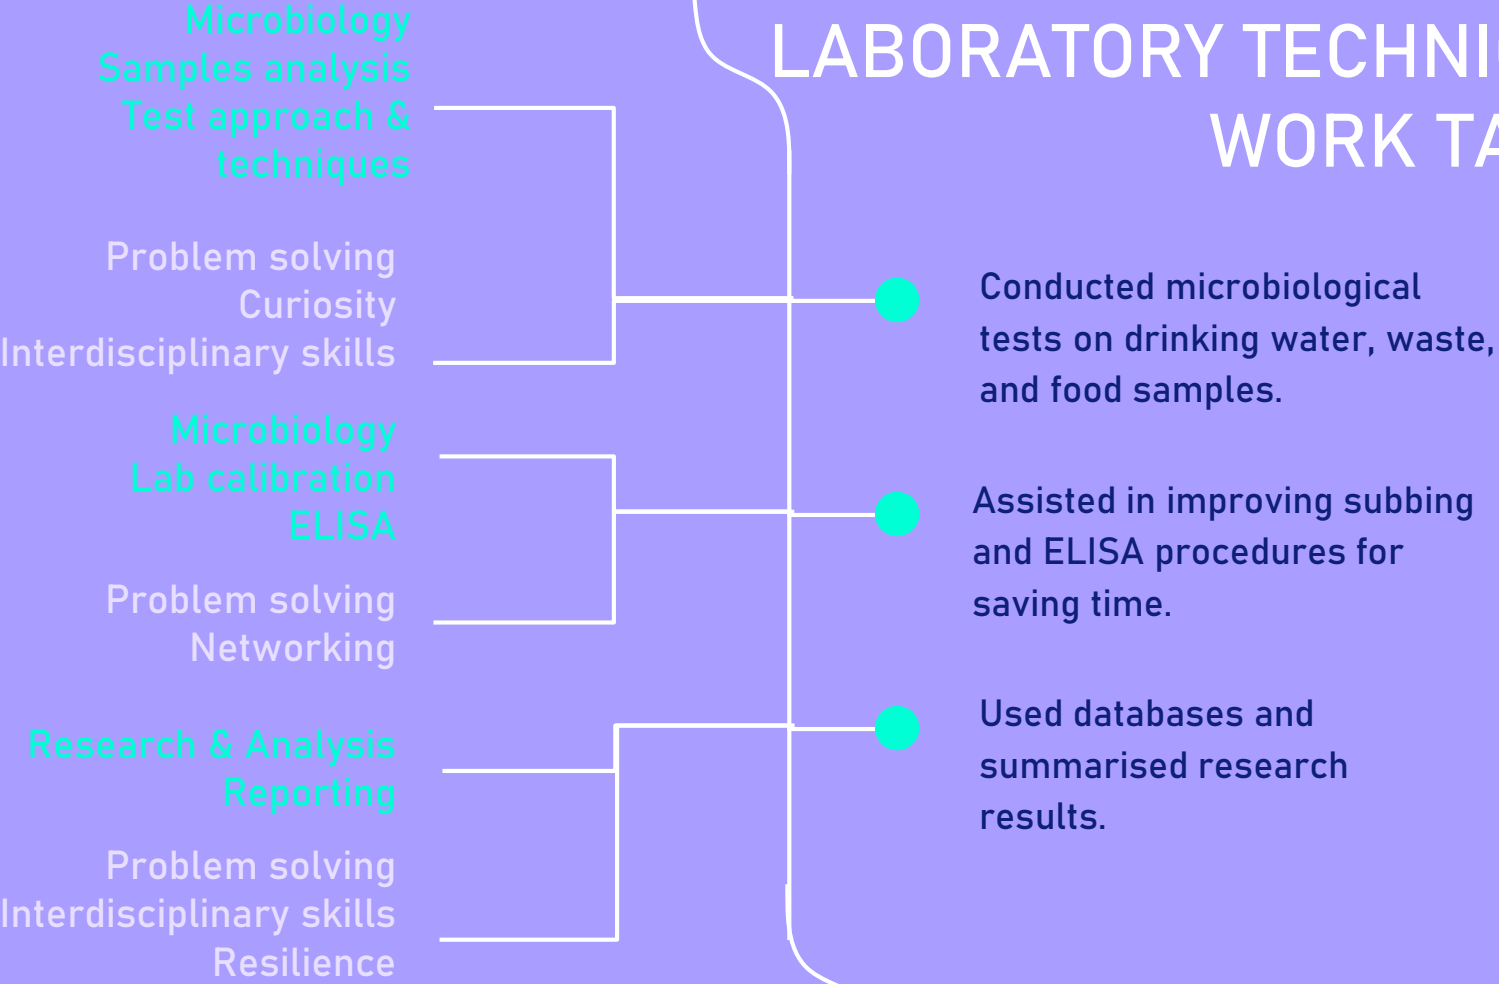 Microbiology
Samples analysis
Test approach &
techniques
Problem solving
Curiosity
Interdisciplinary skills
Microbiology
Lab calibration
ELISA
Problem solving
Networking
Research & Analysis
Reporting
Problem solving
Interdisciplinary skills
Resilience
LABORATORY
WORK
Conducted microbiological
tests on drinking water, waste,
and food samples.
Assisted in improving subbing
and ELISA procedures for
saving time.
Used databases and
summarised research
results.